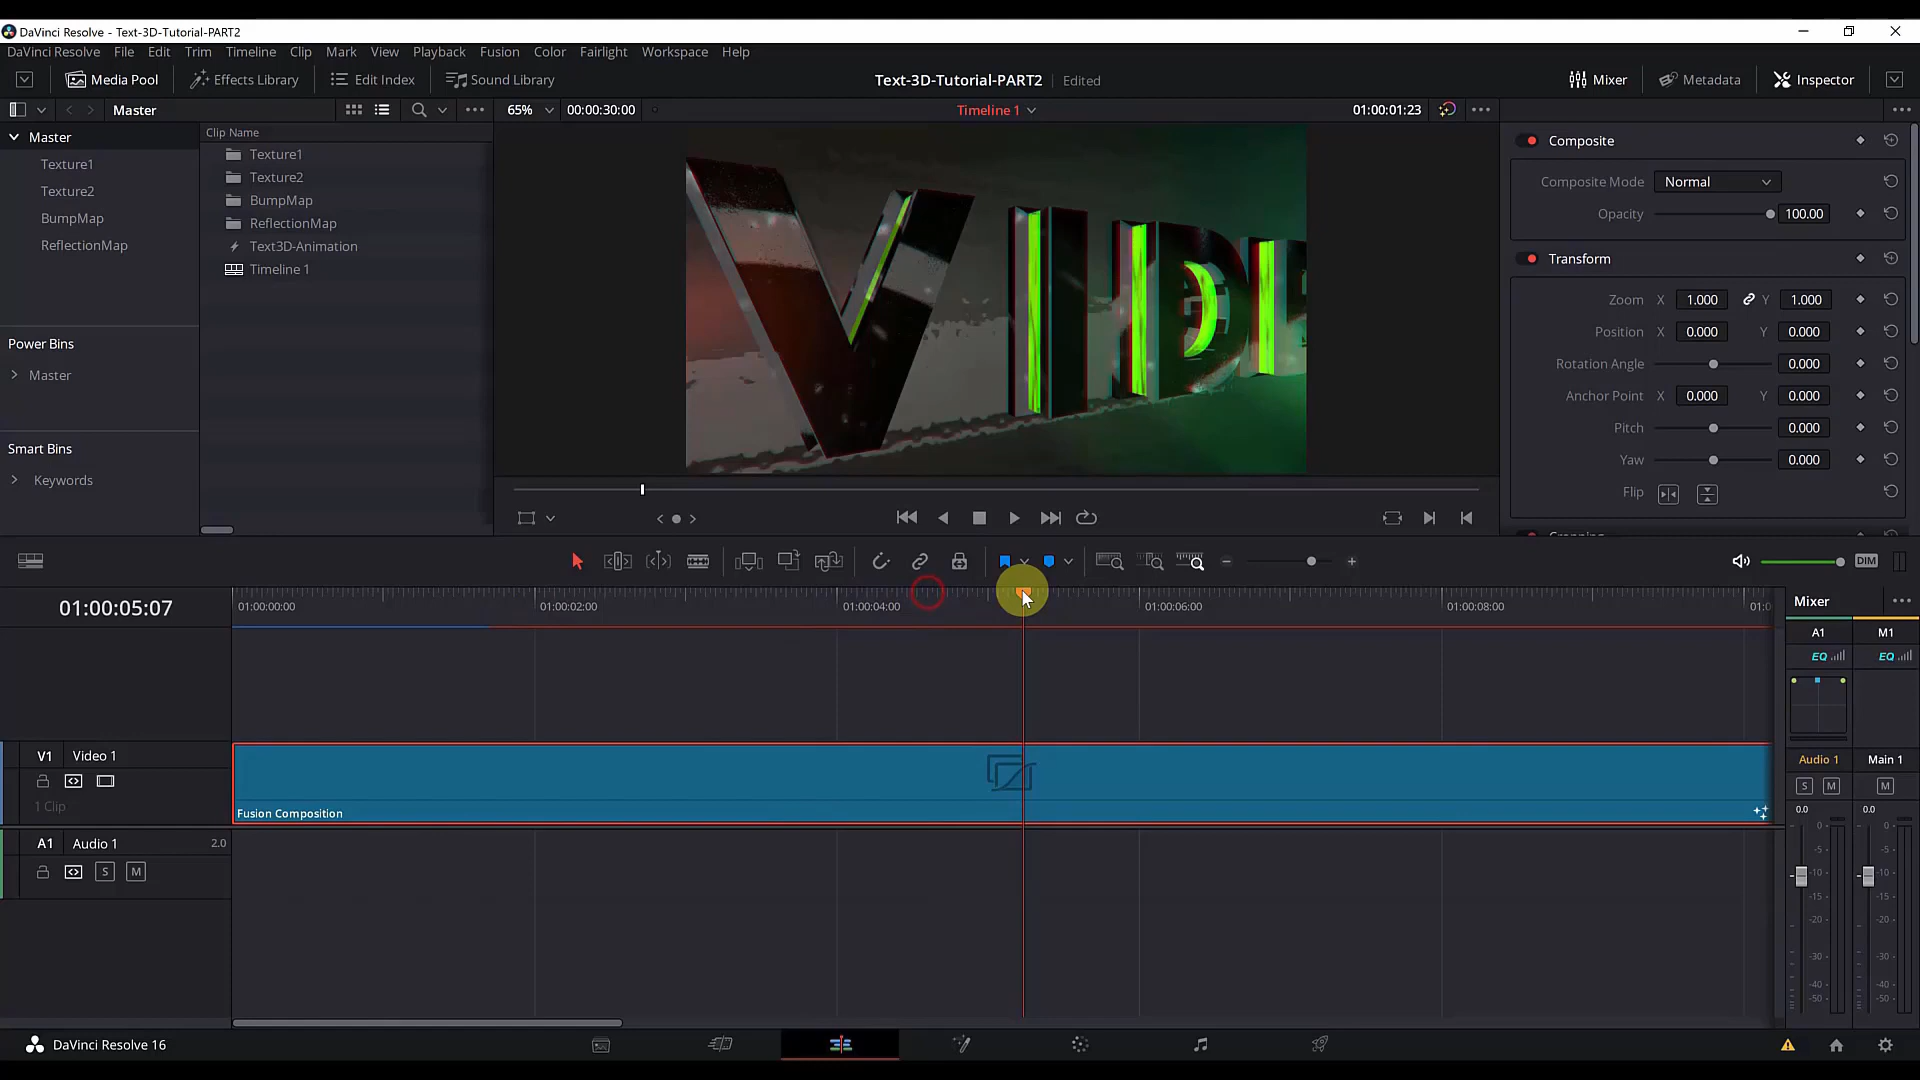 DaVinci Resolve - Text-3D-Tutorial-PART2
DaVinci Resolve File Edit Trim Timeline Clip Mark View Playback Fusion Color Fairlight Workspace Help
Media Pool Effects Library Edit Index Sound Library Text-3D-Tutorial-PART2 Edited Mixer Metadata Inspector
Master 65% 00:00:30:00 Timeline 1 01:00:01:23
Master
Texture1
Texture2
BumpMap
ReflectionMap
Power Bins
Master
Smart Bins
Keywords
Clip Name
Texture1
Texture2
BumpMap
ReflectionMap
Text3D-Animation
Timeline 1
Composite
Composite Mode Normal
Opacity 100.00
Transform
Zoom X 1.000 Y 1.000
Position X 0.000 Y 0.000
Rotation Angle 0.000
Anchor Point X 0.000 Y 0.000
Pitch 0.000
Yaw 0.000
Flip
DIM
01:00:05:07
01:00:00:00 01:00:02:00 01:00:04:00 01:00:06:00 01:00:08:00
V1 Video 1
1 Clip
Fusion Composition
A1 Audio 1 2.0
S M
Mixer
A1 M1
EQ EQ
Audio 1 Main 1
S M M
0.0 0.0
0 0
-5 -5
-10 -10
-15 -15
-20 -20
-30 -30
-40 -40
-50 -50
DaVinci Resolve 16